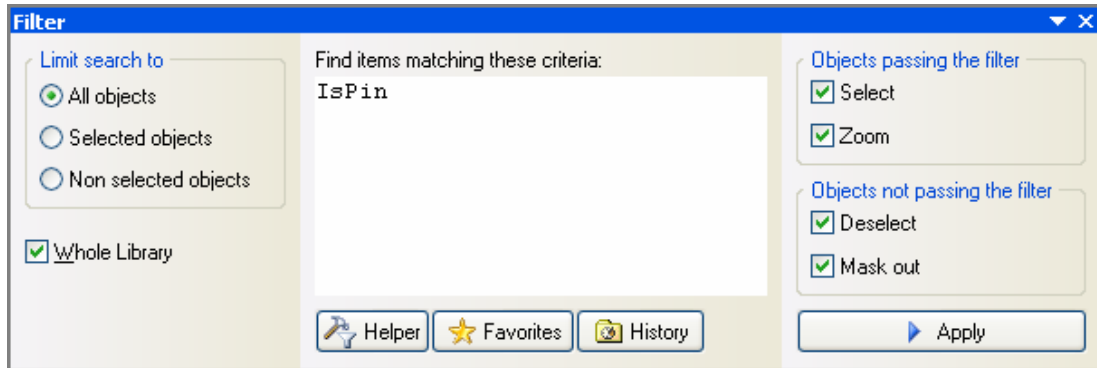 Filter
Limit search to
All objects
Selected objects
Non selected objects
Whole Library
Find items matching these criteria:
IsPin
Helper
Favorites
History
Objects passing the filter
Select
Zoom
Objects not passing the filter
Deselect
Mask out
Apply